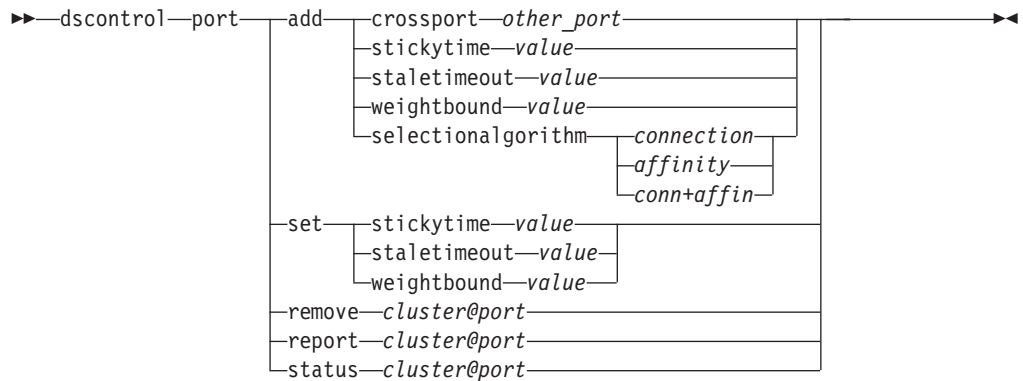 dscontrol port add crossport other_port
stickytime value
staletimeout value
weightbound value
selectionalgorithm connection
affinity
conn+affin
set stickytime value
staletimeout value
weightbound value
remove cluster@port
report cluster@port
status cluster@port